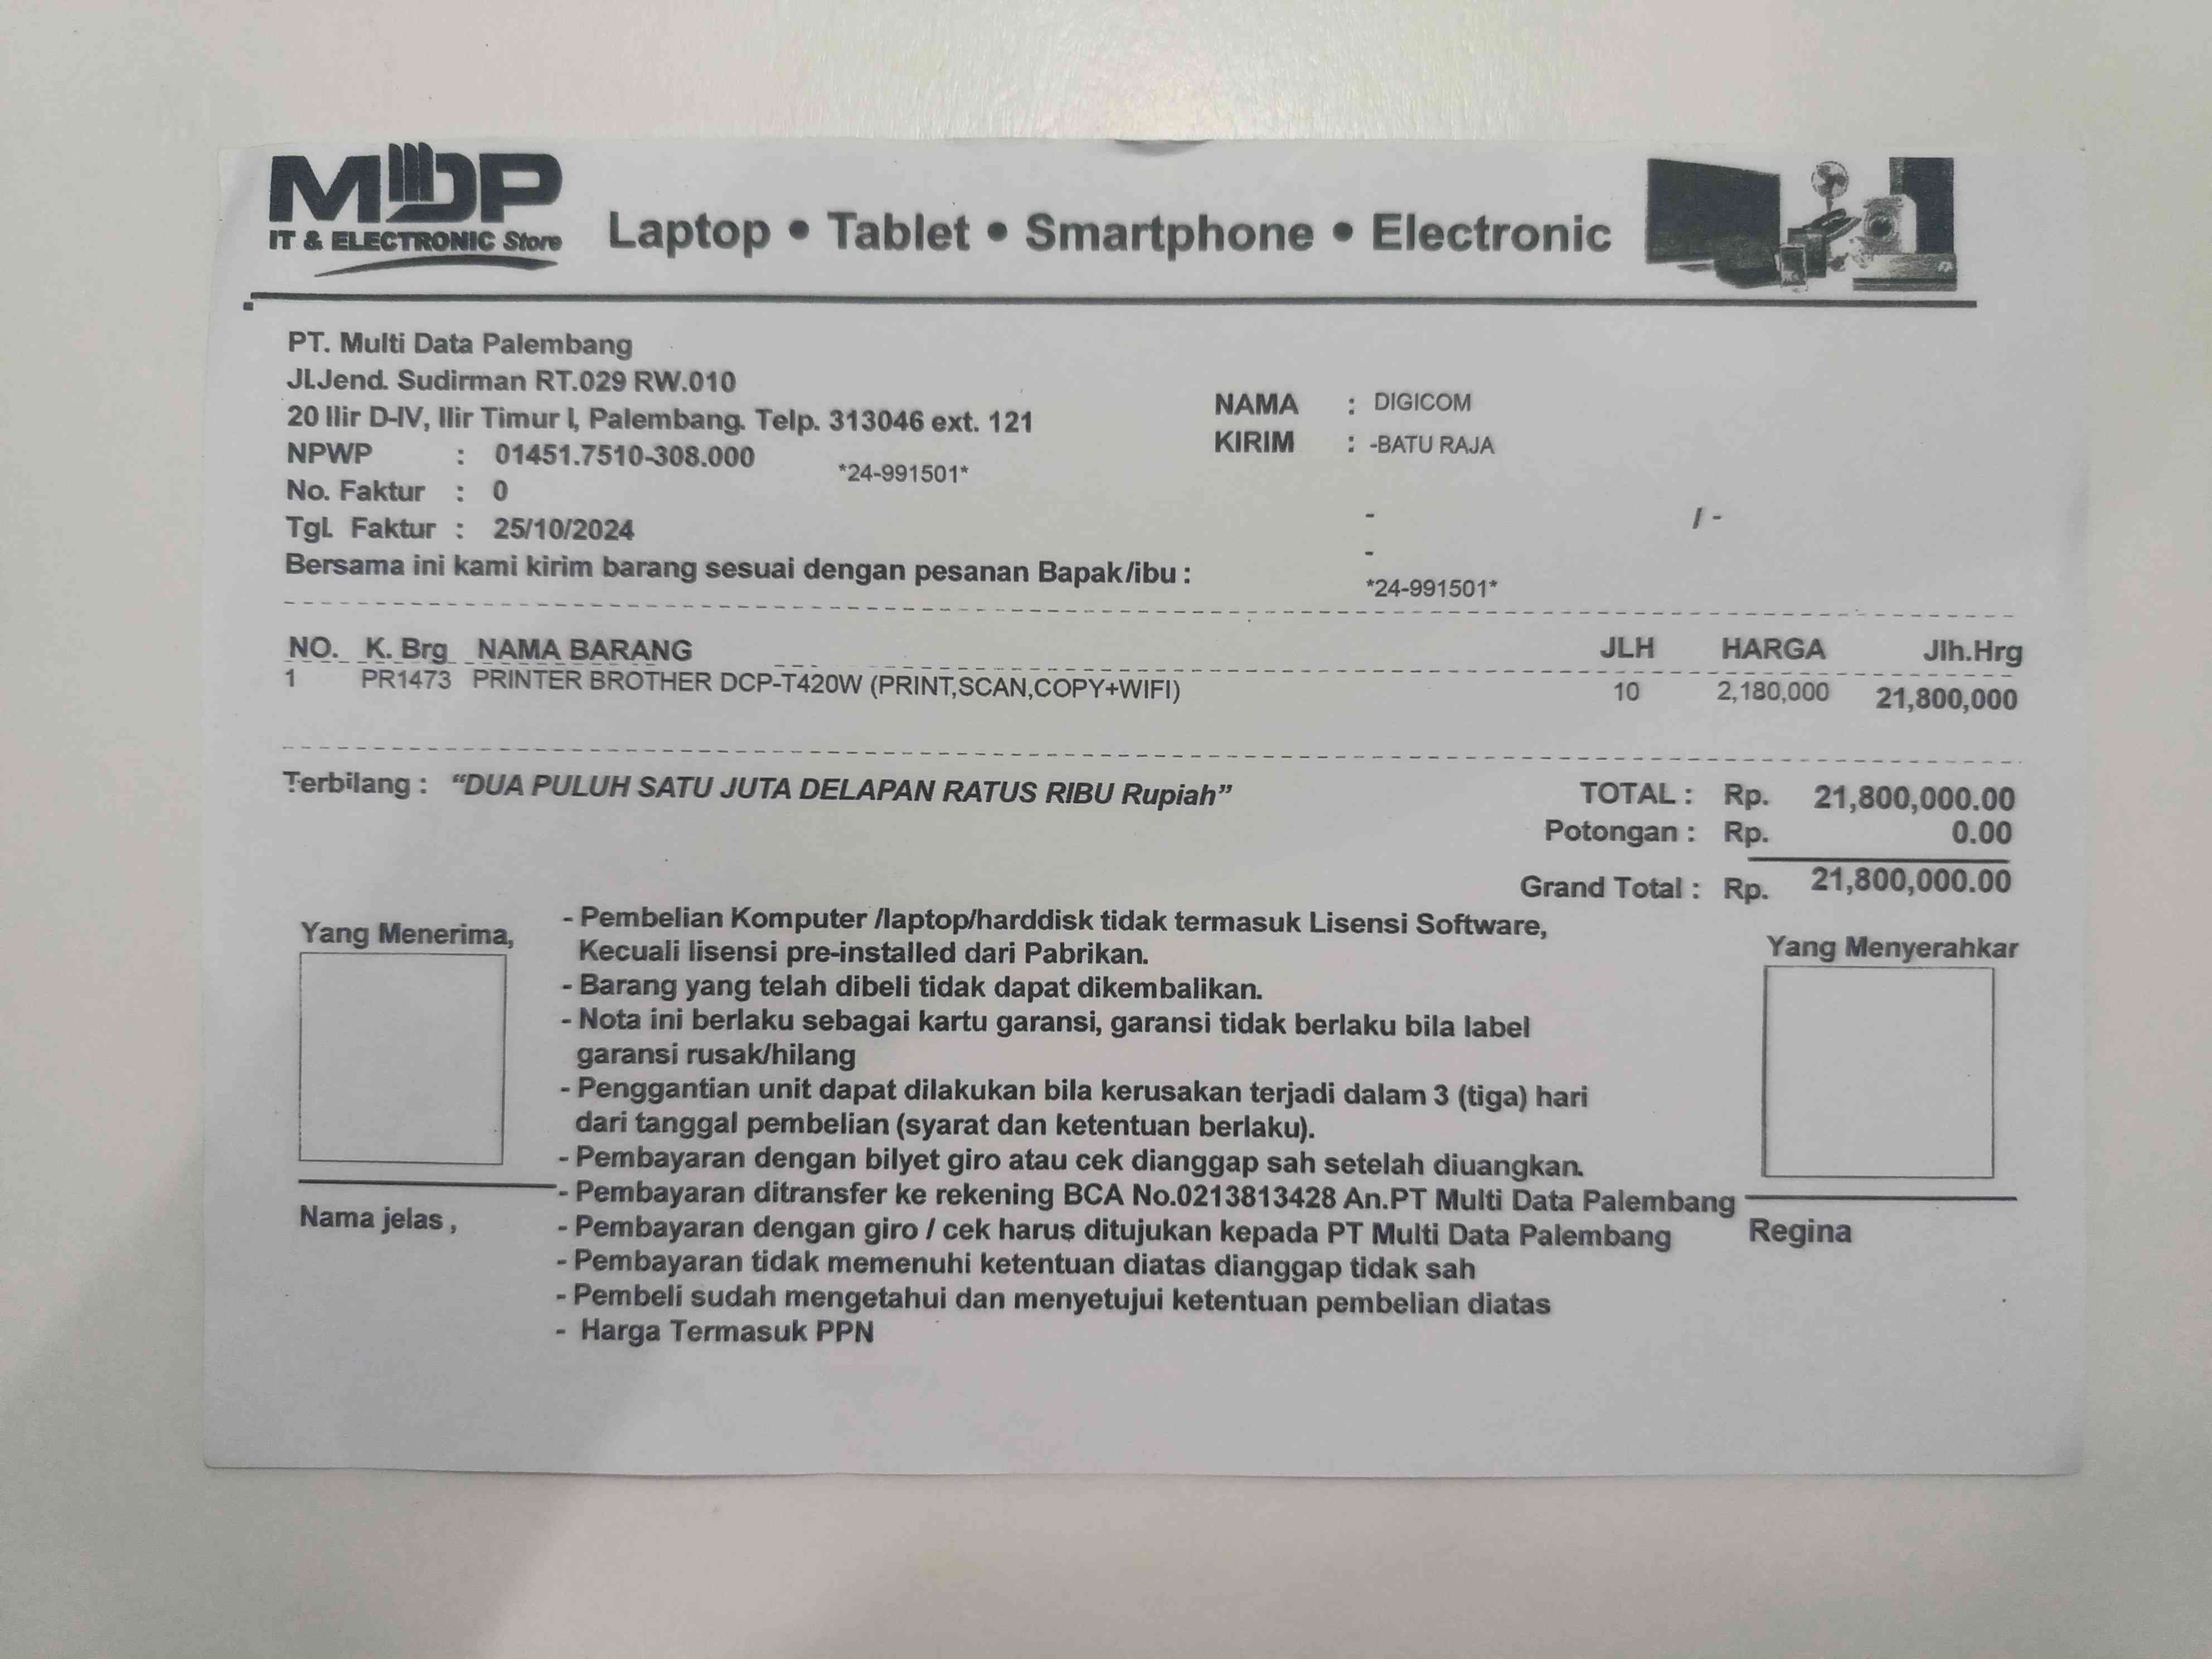 MDP
IT & ELECTRONIC Store
Laptop • Tablet • Smartphone • Electronic
PT. Multi Data Palembang
Jl.Jend. Sudirman RT.029 RW.010
20 Ilir D-IV, Ilir Timur I, Palembang. Telp. 313046 ext. 121
NPWP : 01451.7510-308.000
*24-991501*
No. Faktur : 0
Tgl. Faktur : 25/10/2024
Bersama ini kami kirim barang sesuai dengan pesanan Bapak/ibu :
NAMA : DIGICOM
KIRIM : -BATU RAJA
- / -
-
*24-991501*
NO. K. Brg NAMA BARANG JLH HARGA Jlh.Hrg
1 PR1473 PRINTER BROTHER DCP-T420W (PRINT,SCAN,COPY+WIFI) 10 2,180,000 21,800,000
Terbilang : “DUA PULUH SATU JUTA DELAPAN RATUS RIBU Rupiah”
TOTAL : Rp. 21,800,000.00
Potongan : Rp. 0.00
Grand Total : Rp. 21,800,000.00
Yang Menerima,
Nama jelas ,
- Pembelian Komputer /laptop/harddisk tidak termasuk Lisensi Software,
Kecuali lisensi pre-installed dari Pabrikan.
- Barang yang telah dibeli tidak dapat dikembalikan.
- Nota ini berlaku sebagai kartu garansi, garansi tidak berlaku bila label
garansi rusak/hilang
- Penggantian unit dapat dilakukan bila kerusakan terjadi dalam 3 (tiga) hari
dari tanggal pembelian (syarat dan ketentuan berlaku).
- Pembayaran dengan bilyet giro atau cek dianggap sah setelah diuangkan.
- Pembayaran ditransfer ke rekening BCA No.0213813428 An.PT Multi Data Palembang
- Pembayaran dengan giro / cek harus ditujukan kepada PT Multi Data Palembang
- Pembayaran tidak memenuhi ketentuan diatas dianggap tidak sah
- Pembeli sudah mengetahui dan menyetujui ketentuan pembelian diatas
- Harga Termasuk PPN
Yang Menyerahkar
Regina